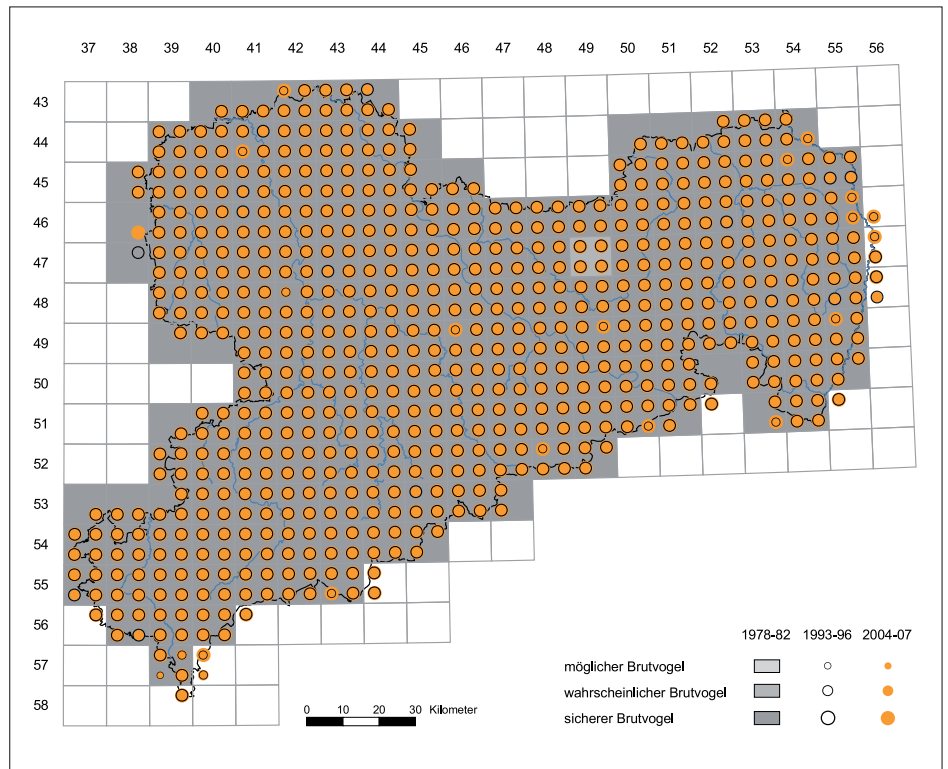 37 38 39 40 41 42 43 44 45 46 47 48 49 50 51 52 53 54 55 56
43
44
45
46
47
48
49
50
51
52
53
54
55
56
57
58
1978-82 1993-96 2004-07
möglicher Brutvogel
wahrscheinlicher Brutvogel
sicherer Brutvogel
0 10 20 30 Kilometer